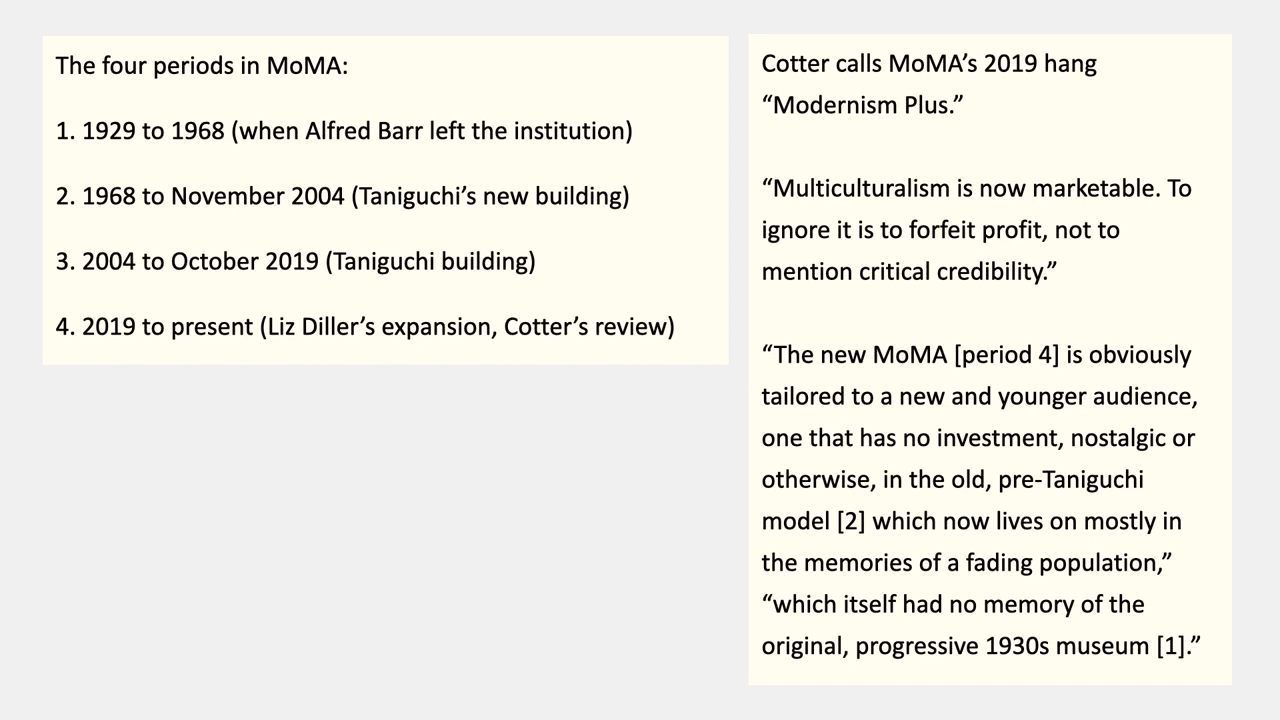 The four periods in MoMA:
1. 1929 to 1968 (when Alfred Barr left the institution)
2. 1968 to November 2004 (Taniguchi’s new building)
3. 2004 to October 2019 (Taniguchi building)
4. 2019 to present (Liz Diller’s expansion, Cotter’s review)
Cotter calls MoMA’s 2019 hang
“Modernism Plus.”
“Multiculturalism is now marketable. To
ignore it is to forfeit profit, not to
mention critical credibility.”
“The new MoMA [period 4] is obviously
tailored to a new and younger audience,
one that has no investment, nostalgic or
otherwise, in the old, pre-Taniguchi
model [2] which now lives on mostly in
the memories of a fading population,”
“which itself had no memory of the
original, progressive 1930s museum [1].”